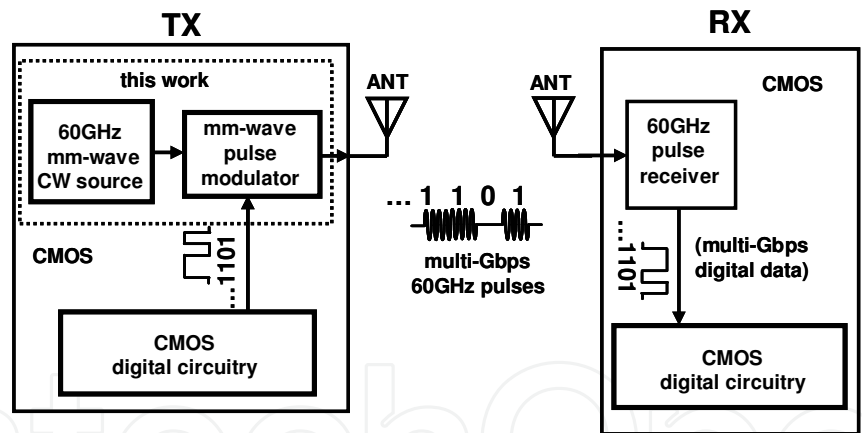 TX
this work
60GHz
mm-wave
CW source
mm-wave
pulse
modulator
ANT
CMOS
1101
...
CMOS
digital circuitry
... 1 1 0 1
multi-Gbps
60GHz pulses
RX
ANT
CMOS
60GHz
pulse
receiver
...
1101
(multi-Gbps
digital data)
CMOS
digital circuitry